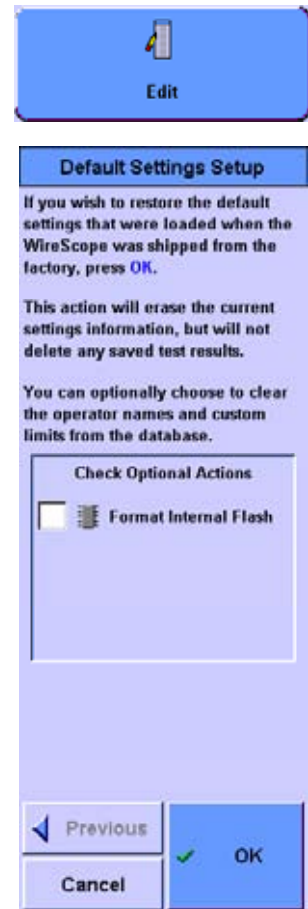 Edit
Default Settings Setup
If you wish to restore the default
settings that were loaded when the
WireScope was shipped from the
factory, press OK.
This action will erase the current
settings information, but will not
delete any saved test results.
You can optionally choose to clear
the operator names and custom
limits from the database.
Check Optional Actions
Format Internal Flash
Previous
OK
Cancel